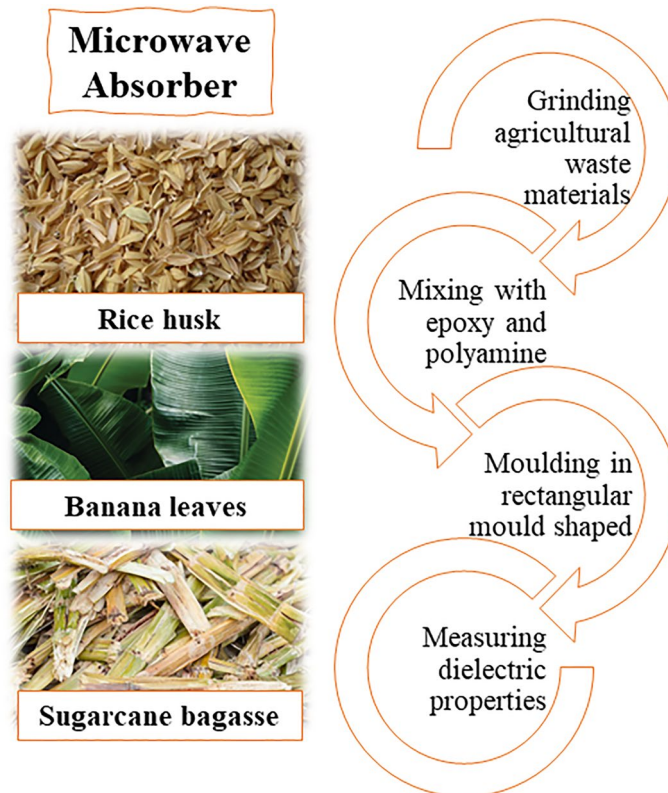 Microwave
Absorber
Rice husk
Banana leaves
Sugarcane bagasse
Grinding
agricultural
waste
materials
Mixing with
epoxy and
polyamine
Moulding in
rectangular
mould shaped
Measuring
dielectric
properties